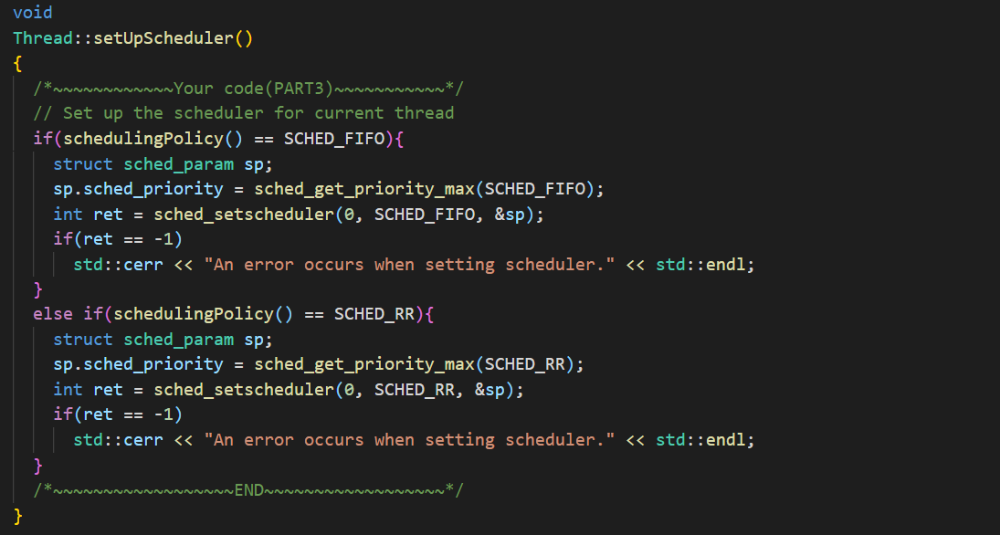 void
Thread::setUpScheduler()
{
/*~~~~~~~~~~~~Your code(PART3)~~~~~~~~~~~*/
// Set up the scheduler for current thread
if(schedulingPolicy() == SCHED_FIFO){
struct sched_param sp;
sp.sched_priority = sched_get_priority_max(SCHED_FIFO);
int ret = sched_setscheduler(0, SCHED_FIFO, &sp);
if(ret == -1)
std::cerr << "An error occurs when setting scheduler." << std::endl;
}
else if(schedulingPolicy() == SCHED_RR){
struct sched_param sp;
sp.sched_priority = sched_get_priority_max(SCHED_RR);
int ret = sched_setscheduler(0, SCHED_RR, &sp);
if(ret == -1)
std::cerr << "An error occurs when setting scheduler." << std::endl;
}
/*~~~~~~~~~~~~~~~~~~END~~~~~~~~~~~~~~~~~~*/
}